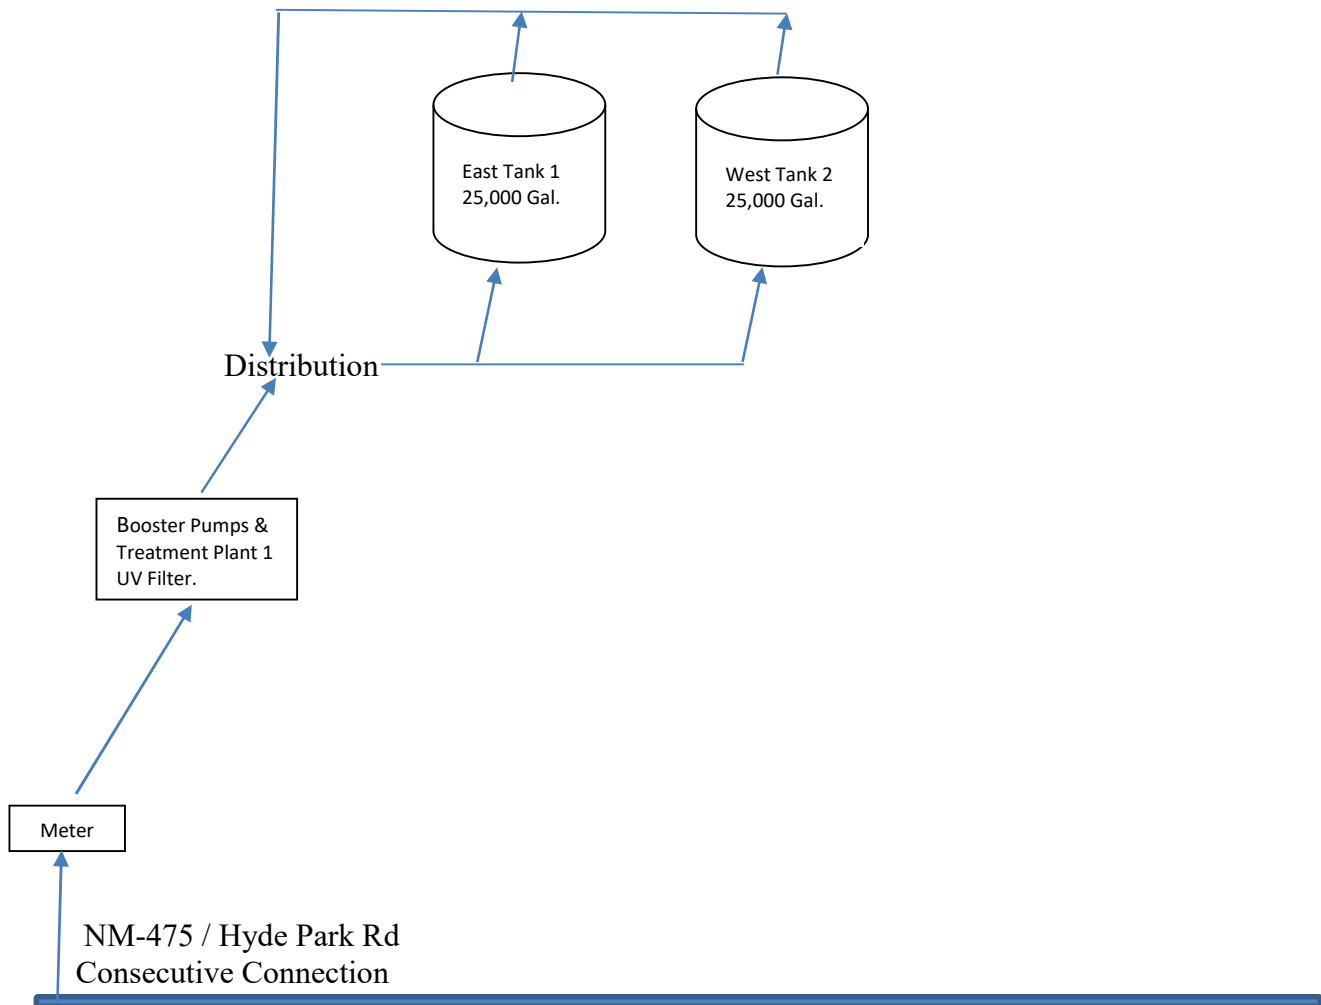 East Tank 1
25,000 Gal.
West Tank 2
25,000 Gal.
Distribution
Booster Pumps &
Treatment Plant 1
UV Filter.
Meter
NM-475 / Hyde Park Rd
Consecutive Connection